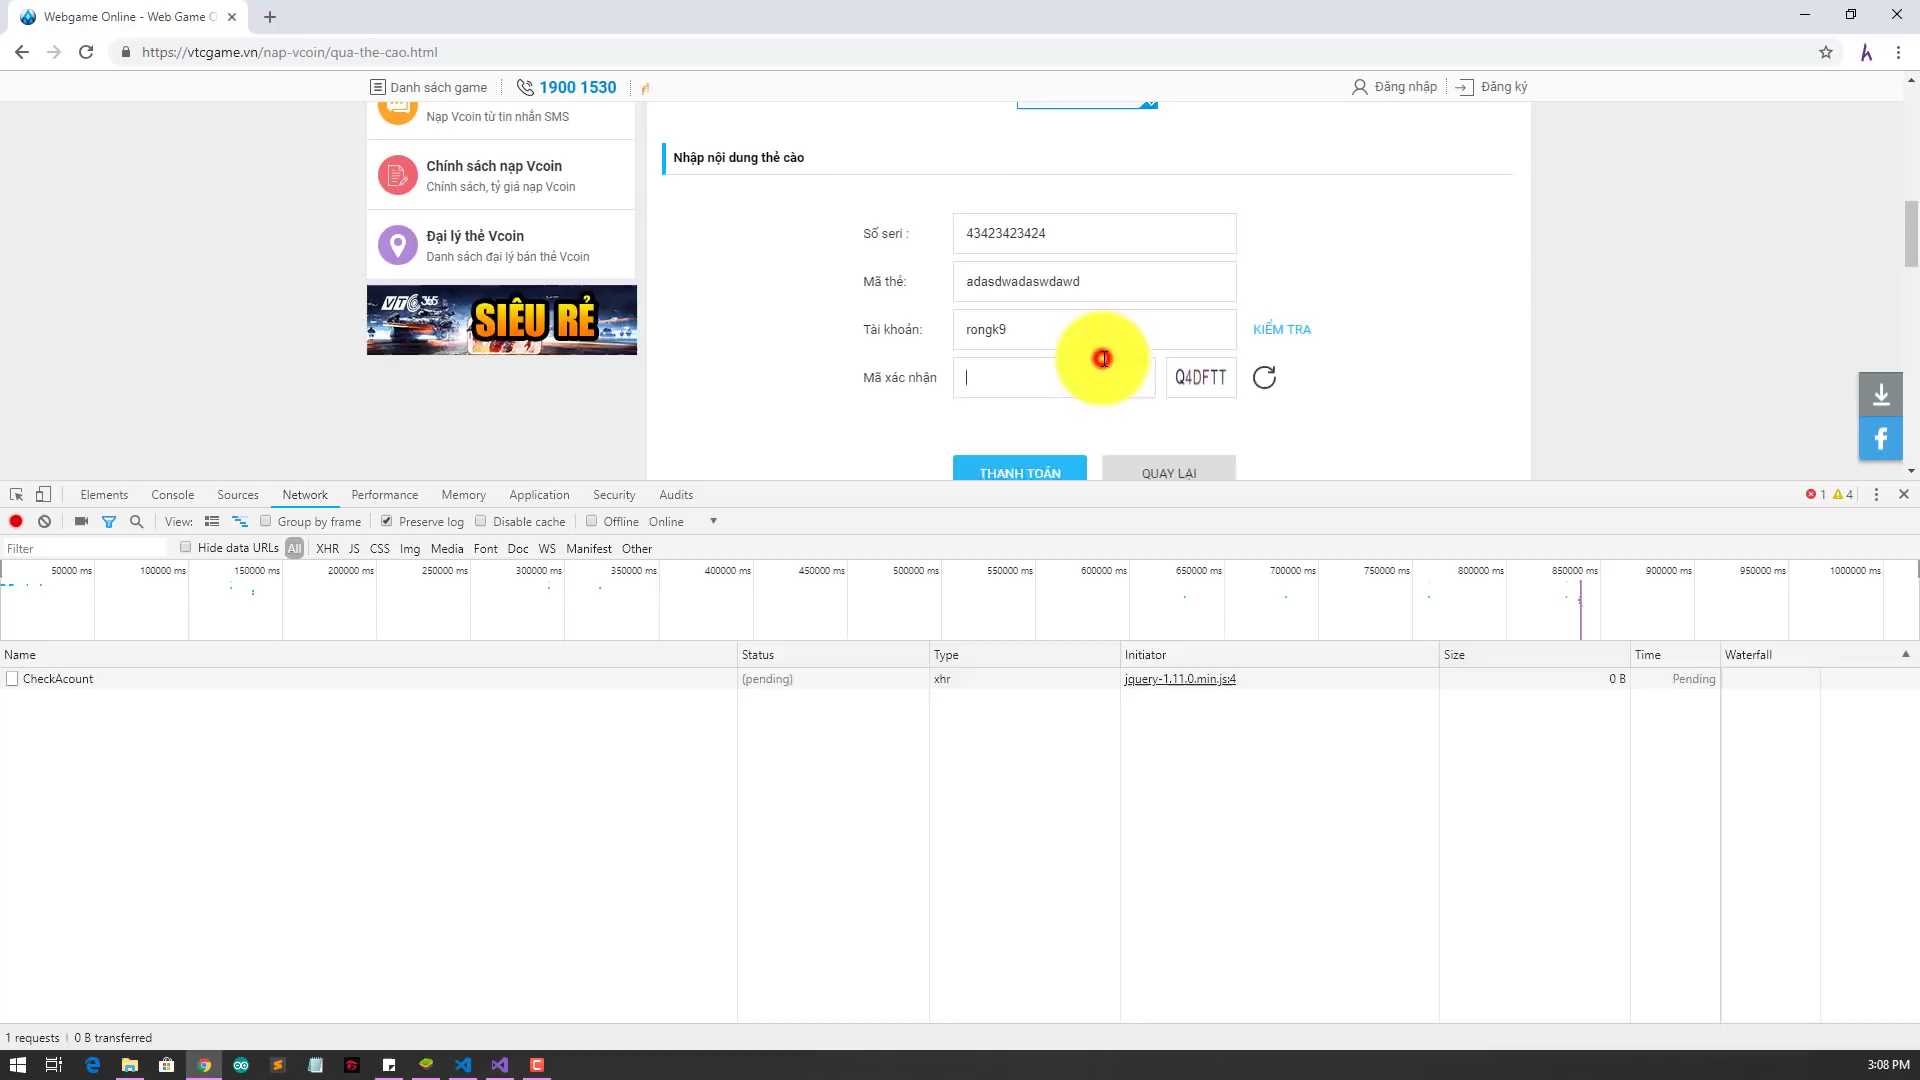 Webgame Online - Web Game O
https://vtcgame.vn/nap-vcoin/qua-the-cao.html
Danh sách game
1900 1530
Đăng nhập
Đăng ký
Nạp Vcoin từ tin nhắn SMS
Chính sách nạp Vcoin
Chính sách, tỷ giá nạp Vcoin
Đại lý thẻ Vcoin
Danh sách đại lý bán thẻ Vcoin
VTC 365
SIÊU RẺ
Nhập nội dung thẻ cào
Số seri :
43423423424
Mã thẻ:
adasdwadaswdawd
Tài khoản:
rongk9
KIỂM TRA
Mã xác nhận
Q4DFTT
THANH TOÁN
QUAY LẠI
Elements Console Sources Network Performance Memory Application Security Audits
1 4
View: Group by frame Preserve log Disable cache Offline Online
Filter Hide data URLs All XHR JS CSS Img Media Font Doc WS Manifest Other
50000 ms 100000 ms 150000 ms 200000 ms 250000 ms 300000 ms 350000 ms 400000 ms 450000 ms 500000 ms 550000 ms 600000 ms 650000 ms 700000 ms 750000 ms 800000 ms 850000 ms 900000 ms 950000 ms 1000000 ms
Name Status Type Initiator Size Time Waterfall
CheckAcount (pending) xhr jquery-1.11.0.min.js:4 0 B Pending
1 requests 0 B transferred
3:08 PM